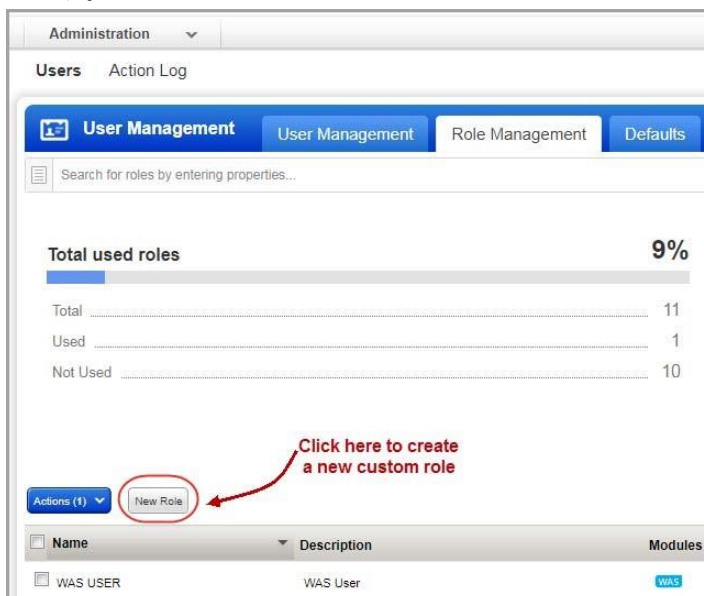 Administration
Users Action Log
User Management User Management Role Management Defaults
Search for roles by entering properties...
Total used roles 9%
Total 11
Used 1
Not Used 10
Click here to create
a new custom role
Actions (1) New Role
Name Description Modules
WAS USER WAS User WAS